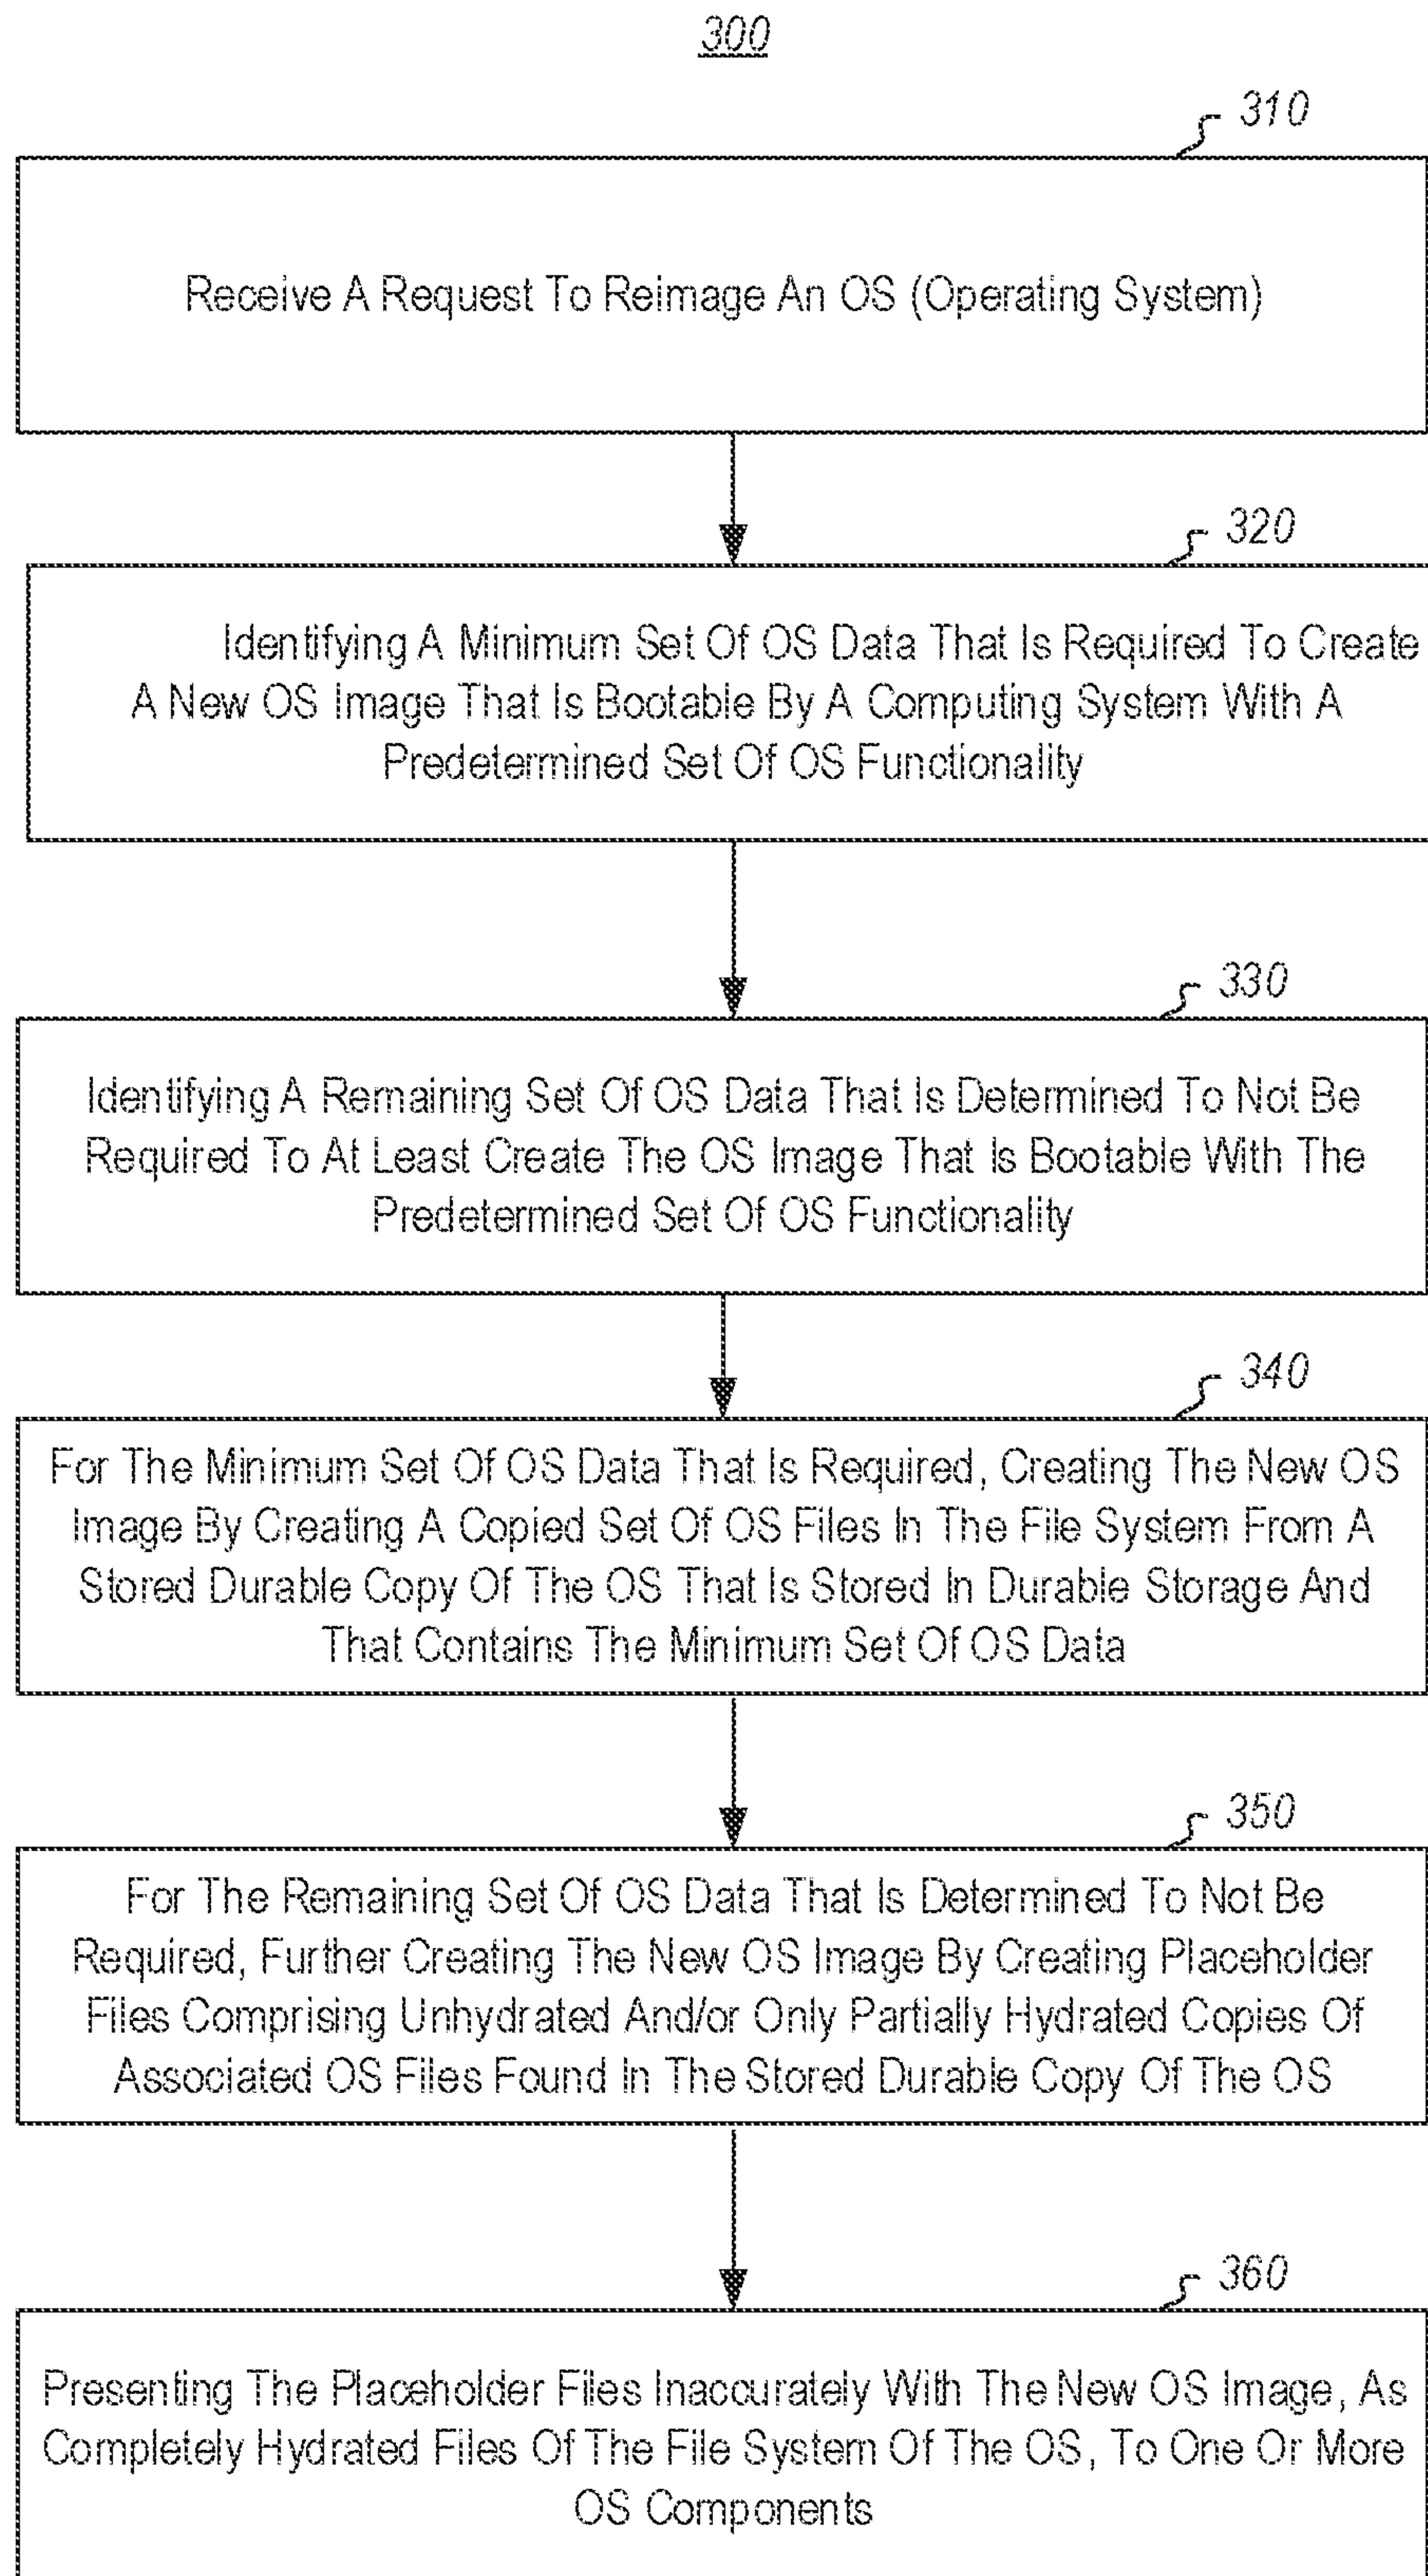 300
310
Receive A Request To Reimage An OS (Operating System)
320
Identifying A Minimum Set Of OS Data That Is Required To Create
A New OS Image That Is Bootable By A Computing System With A
Predetermined Set Of OS Functionality
330
Identifying A Remaining Set Of OS Data That Is Determined To Not Be
Required To At Least Create The OS Image That Is Bootable With The
Predetermined Set Of OS Functionality
340
For The Minimum Set Of OS Data That Is Required, Creating The New OS
Image By Creating A Copied Set Of OS Files In The File System From A
Stored Durable Copy Of The OS That Is Stored In Durable Storage And
That Contains The Minimum Set Of OS Data
350
For The Remaining Set Of OS Data That Is Determined To Not Be
Required, Further Creating The New OS Image By Creating Placeholder
Files Comprising Unhydrated And/or Only Partially Hydrated Copies Of
Associated OS Files Found In The Stored Durable Copy Of The OS
360
Presenting The Placeholder Files Inaccurately With The New OS Image, As
Completely Hydrated Files Of The File System Of The OS, To One Or More
OS Components